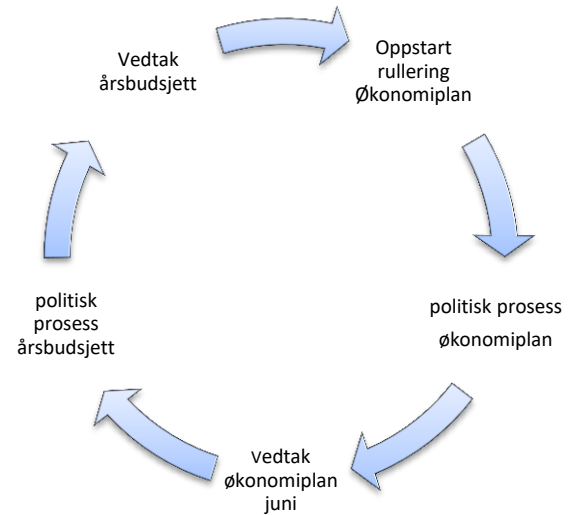 Vedtak
årsbudsjett
Oppstart
rullering
Økonomiplan
politisk prosess
økonomiplan
Vedtak
økonomiplan
juni
politisk
prosess
årsbudsjett